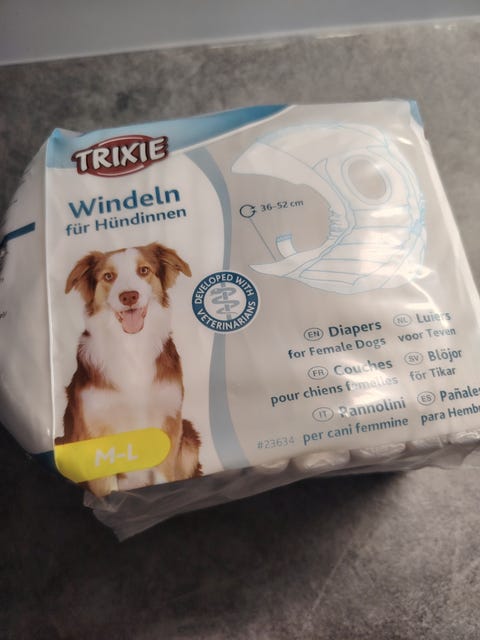 TRIXIE
Windeln
für Hündinnen
36-52 cm
DEVELOPED WITH
VETERINARIANS
EN Diapers
for Female Dogs
FR Couches
pour chiens femelles
IT Pannolini
per cani femmine
NL Luiers
voor Teven
SV Blöjor
för Tikar
ES Pañales
para Hembr
#23634
M-L